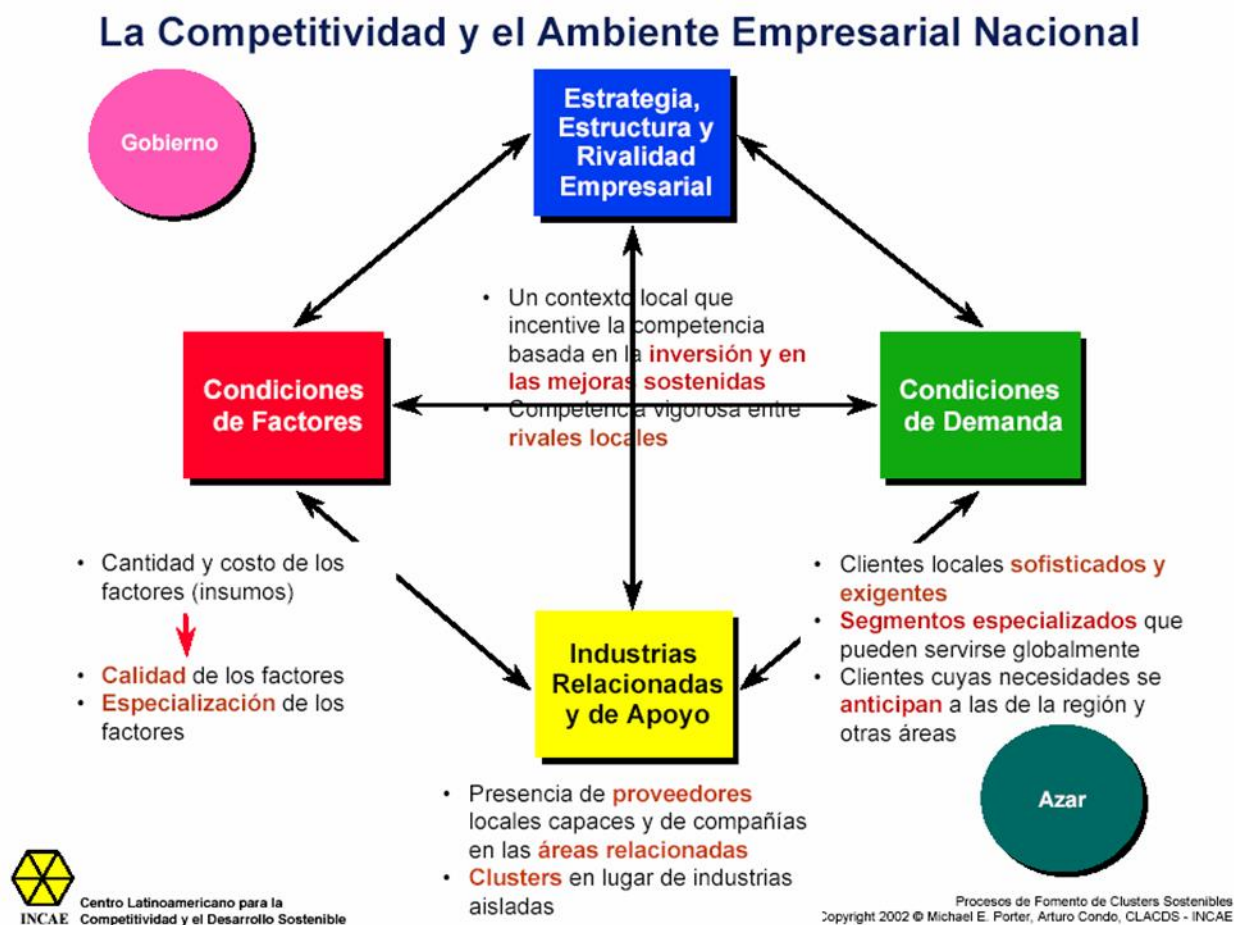 La Competitividad y el Ambiente Empresarial Nacional
Gobierno
Estrategia,
Estructura y
Rivalidad
Empresarial
• Un contexto local que
incentive la competencia
basada en la inversión y en
las mejoras sostenidas
• Competencia vigorosa entre
rivales locales
Condiciones
de Factores
Condiciones
de Demanda
• Cantidad y costo de los
factores (insumos)
• Calidad de los factores
• Especialización de los
factores
Industrias
Relacionadas
y de Apoyo
• Clientes locales sofisticados y
exigentes
• Segmentos especializados que
pueden servirse globalmente
• Clientes cuyas necesidades se
anticipan a las de la región y
otras áreas
Azar
• Presencia de proveedores
locales capaces y de compañías
en las áreas relacionadas
• Clusters en lugar de industrias
aisladas
INCAE
Centro Latinoamericano para la
Competitividad y el Desarrollo Sostenible
Procesos de Fomento de Clusters Sostenibles
opyright 2002 © Michael E. Porter, Arturo Condo, CLACDS - INCAE